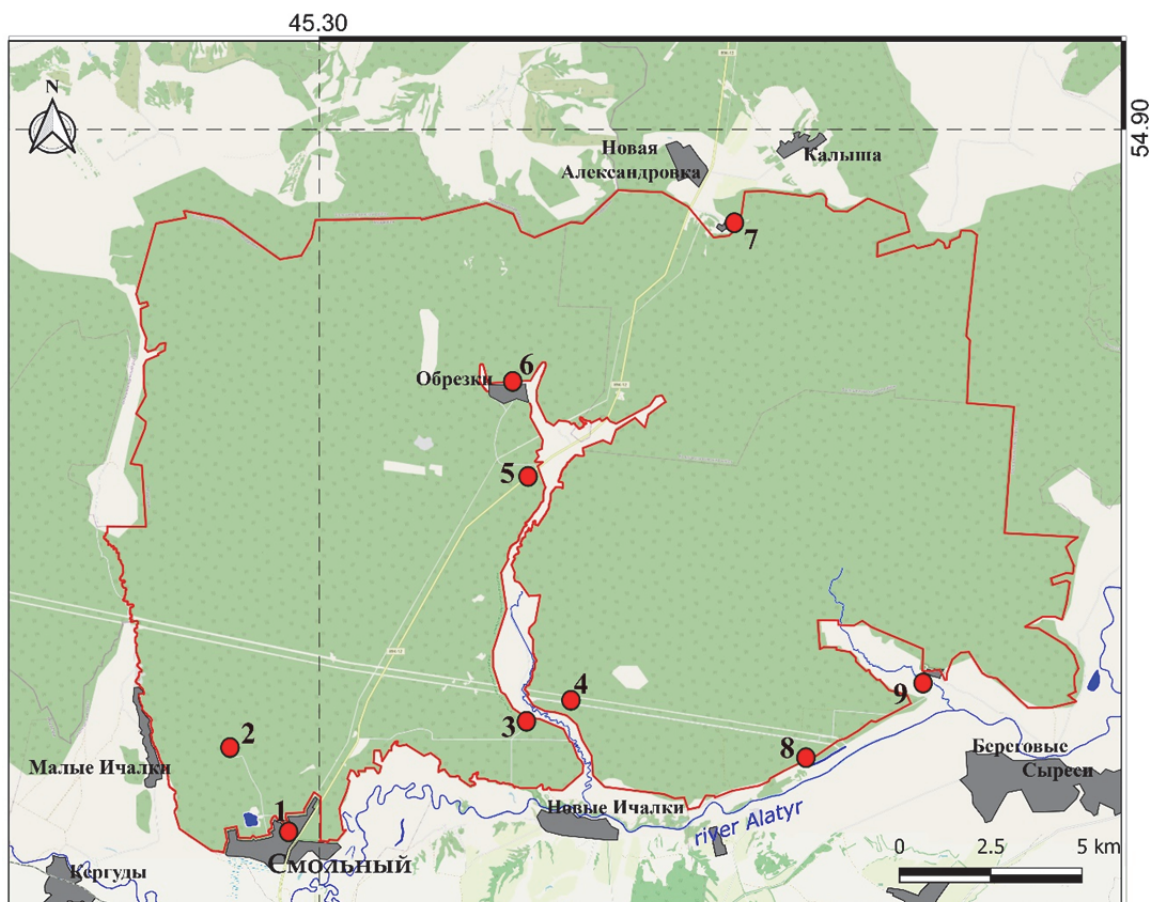 45.30
54.90
N
Новая
Александровка
Калыша
7
6
Обрезки
5
4
3
9
2
8
Малые Ичалки
Береговые
Сыреси
1
Новые Ичалки
river Alatyr
Смольный
Кергуды
0 2.5 5 km